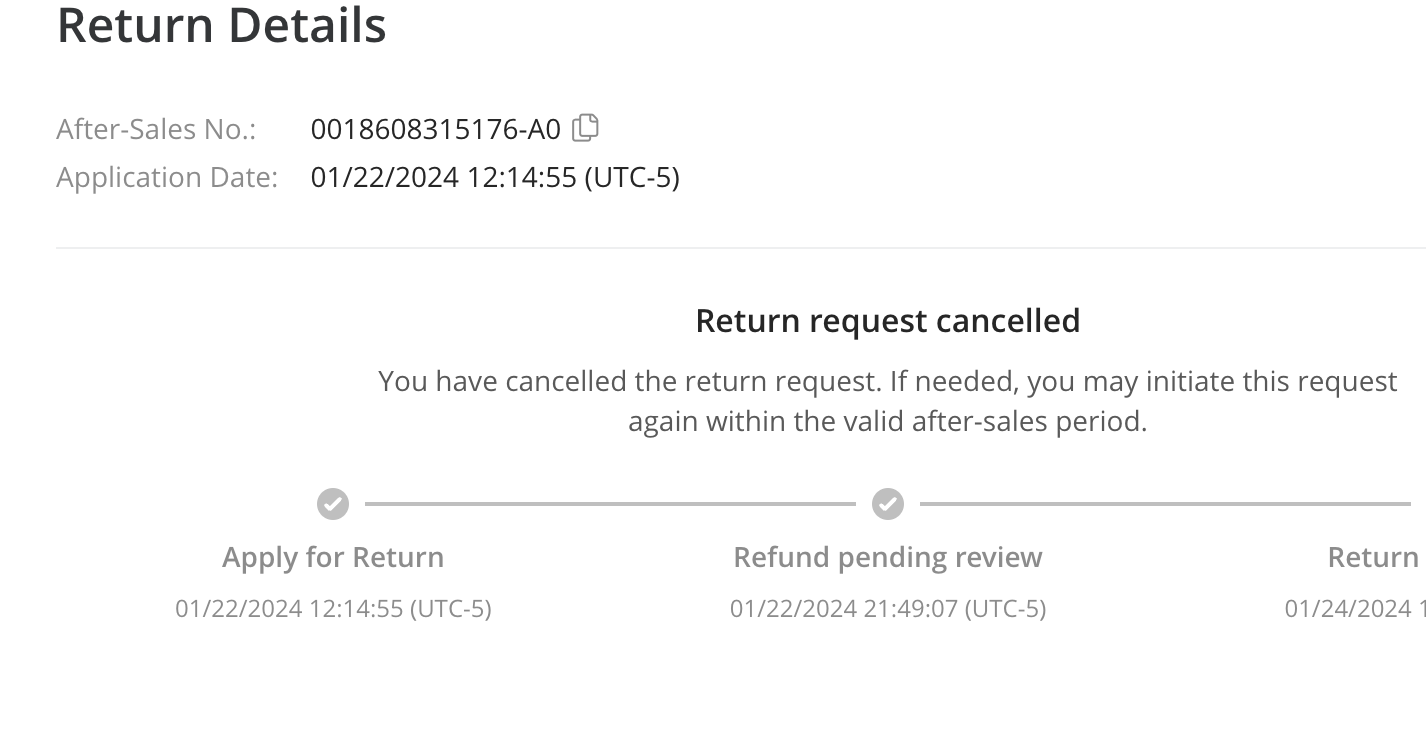 Return Details
After-Sales No.: 0018608315176-A0
Application Date: 01/22/2024 12:14:55 (UTC-5)
Return request cancelled
You have cancelled the return request. If needed, you may initiate this request
again within the valid after-sales period.
Apply for Return Refund pending review Return
01/22/2024 12:14:55 (UTC-5) 01/22/2024 21:49:07 (UTC-5) 01/24/2024 1